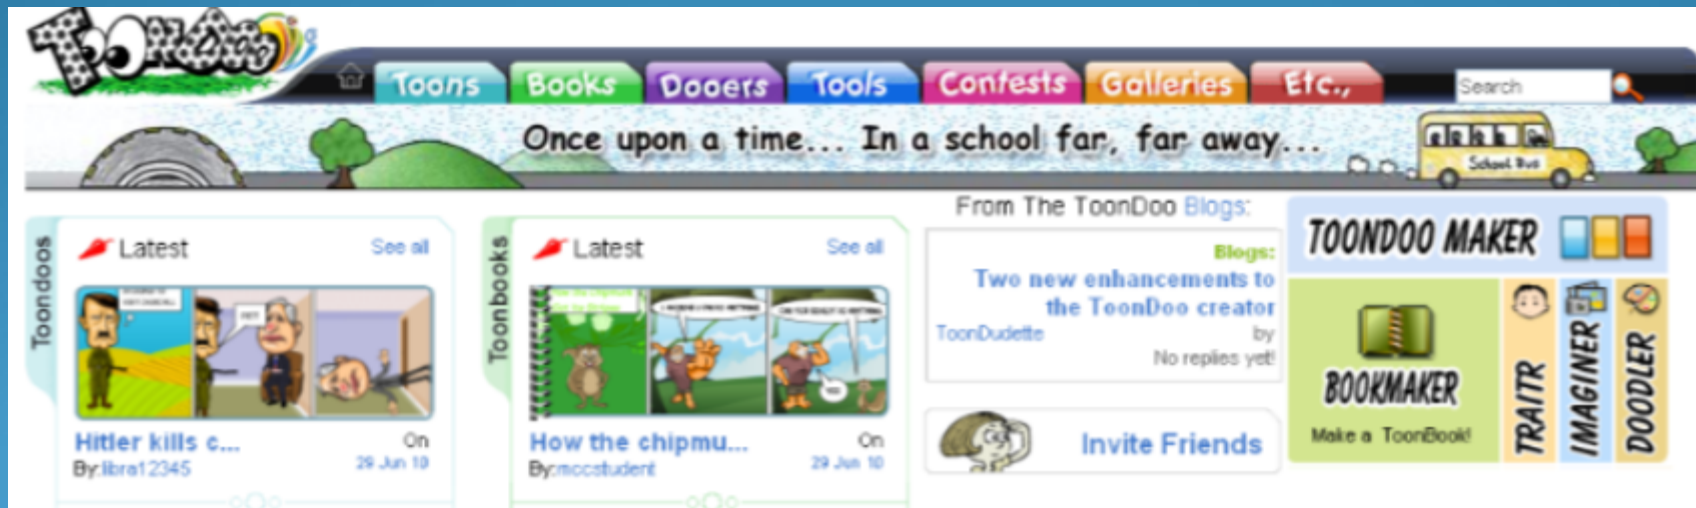 TOONDOO
Toons Books Dooers Tools Contests Galleries Etc., Search
Once upon a time... In a school far, far away...
School Bus
Toondoos
Latest See all
Hitler kills c... On
By:libra12345 29 Jun 10
Toonbooks
Latest See all
How the chipmu... On
By:mccstudent 29 Jun 10
From The ToonDoo Blogs:
Blogs:
Two new enhancements to
the ToonDoo creator
ToonDudette by
No replies yet!
Invite Friends
TOONDOO MAKER
BOOKMAKER
Make a ToonBook!
TRAITR
IMAGINER
DOODLER